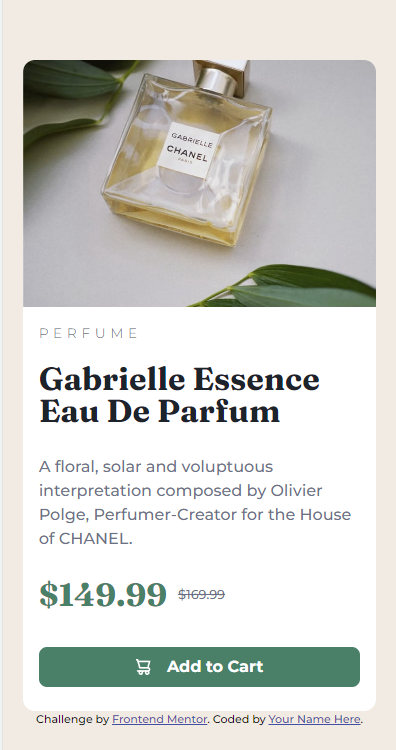 GABRIELLE
CHANEL
PARIS
PERFUME
Gabrielle Essence
Eau De Parfum
A floral, solar and voluptuous
interpretation composed by Olivier
Polge, Perfumer-Creator for the House
of CHANEL.
$149.99 $169.99
Add to Cart
Challenge by Frontend Mentor. Coded by Your Name Here.